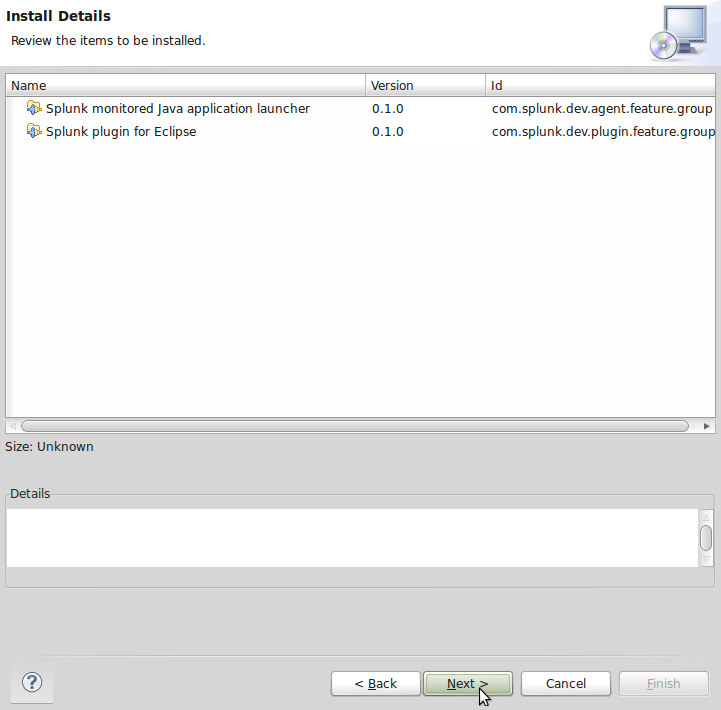 Install Details
Review the items to be installed.
Name Version Id
Splunk monitored Java application launcher 0.1.0 com.splunk.dev.agent.feature.group
Splunk plugin for Eclipse 0.1.0 com.splunk.dev.plugin.feature.group
Size: Unknown
Details
? < Back Next > Cancel Finish